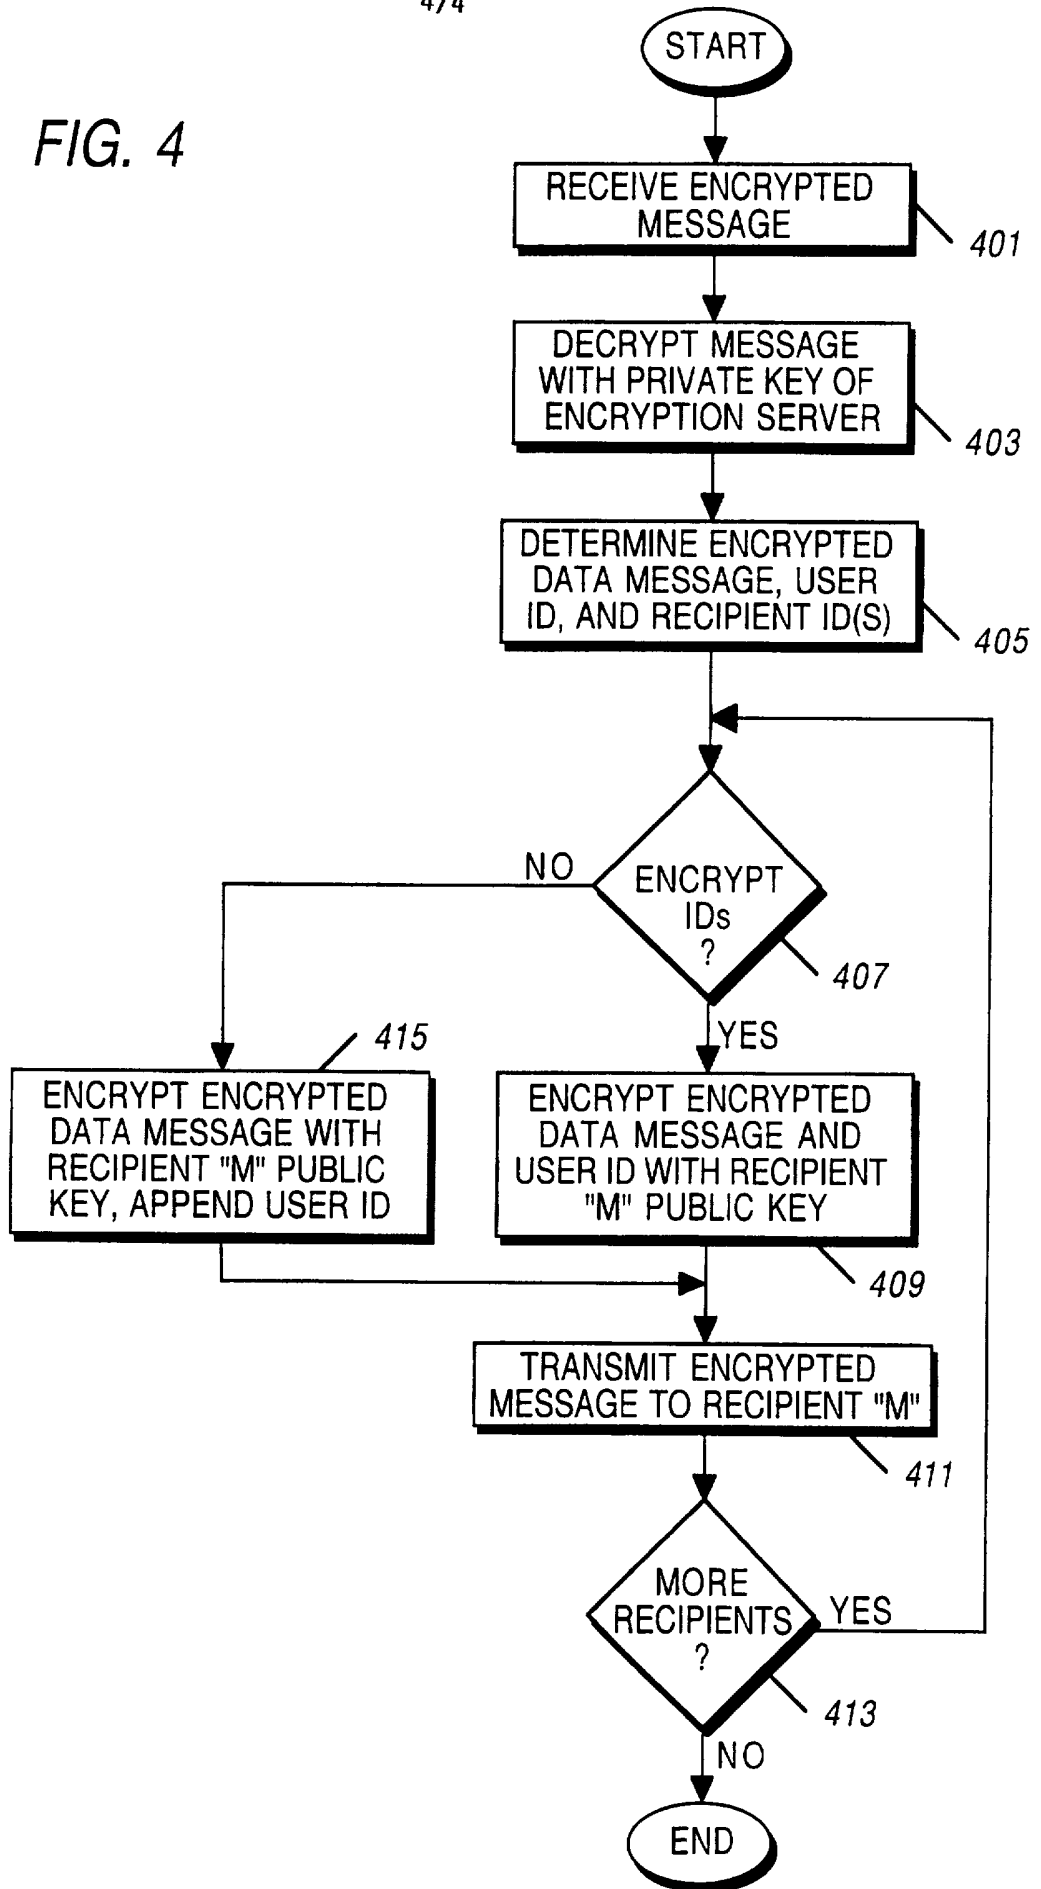 4/4
START
FIG. 4
RECEIVE ENCRYPTED
MESSAGE
401
DECRYPT MESSAGE
WITH PRIVATE KEY OF
ENCRYPTION SERVER
403
DETERMINE ENCRYPTED
DATA MESSAGE, USER
ID, AND RECIPIENT ID(S)
405
NO
ENCRYPT
IDs
?
407
YES
415
ENCRYPT ENCRYPTED
DATA MESSAGE WITH
RECIPIENT "M" PUBLIC
KEY, APPEND USER ID
ENCRYPT ENCRYPTED
DATA MESSAGE AND
USER ID WITH RECIPIENT
"M" PUBLIC KEY
409
TRANSMIT ENCRYPTED
MESSAGE TO RECIPIENT "M"
411
MORE
RECIPIENTS
?
YES
413
NO
END